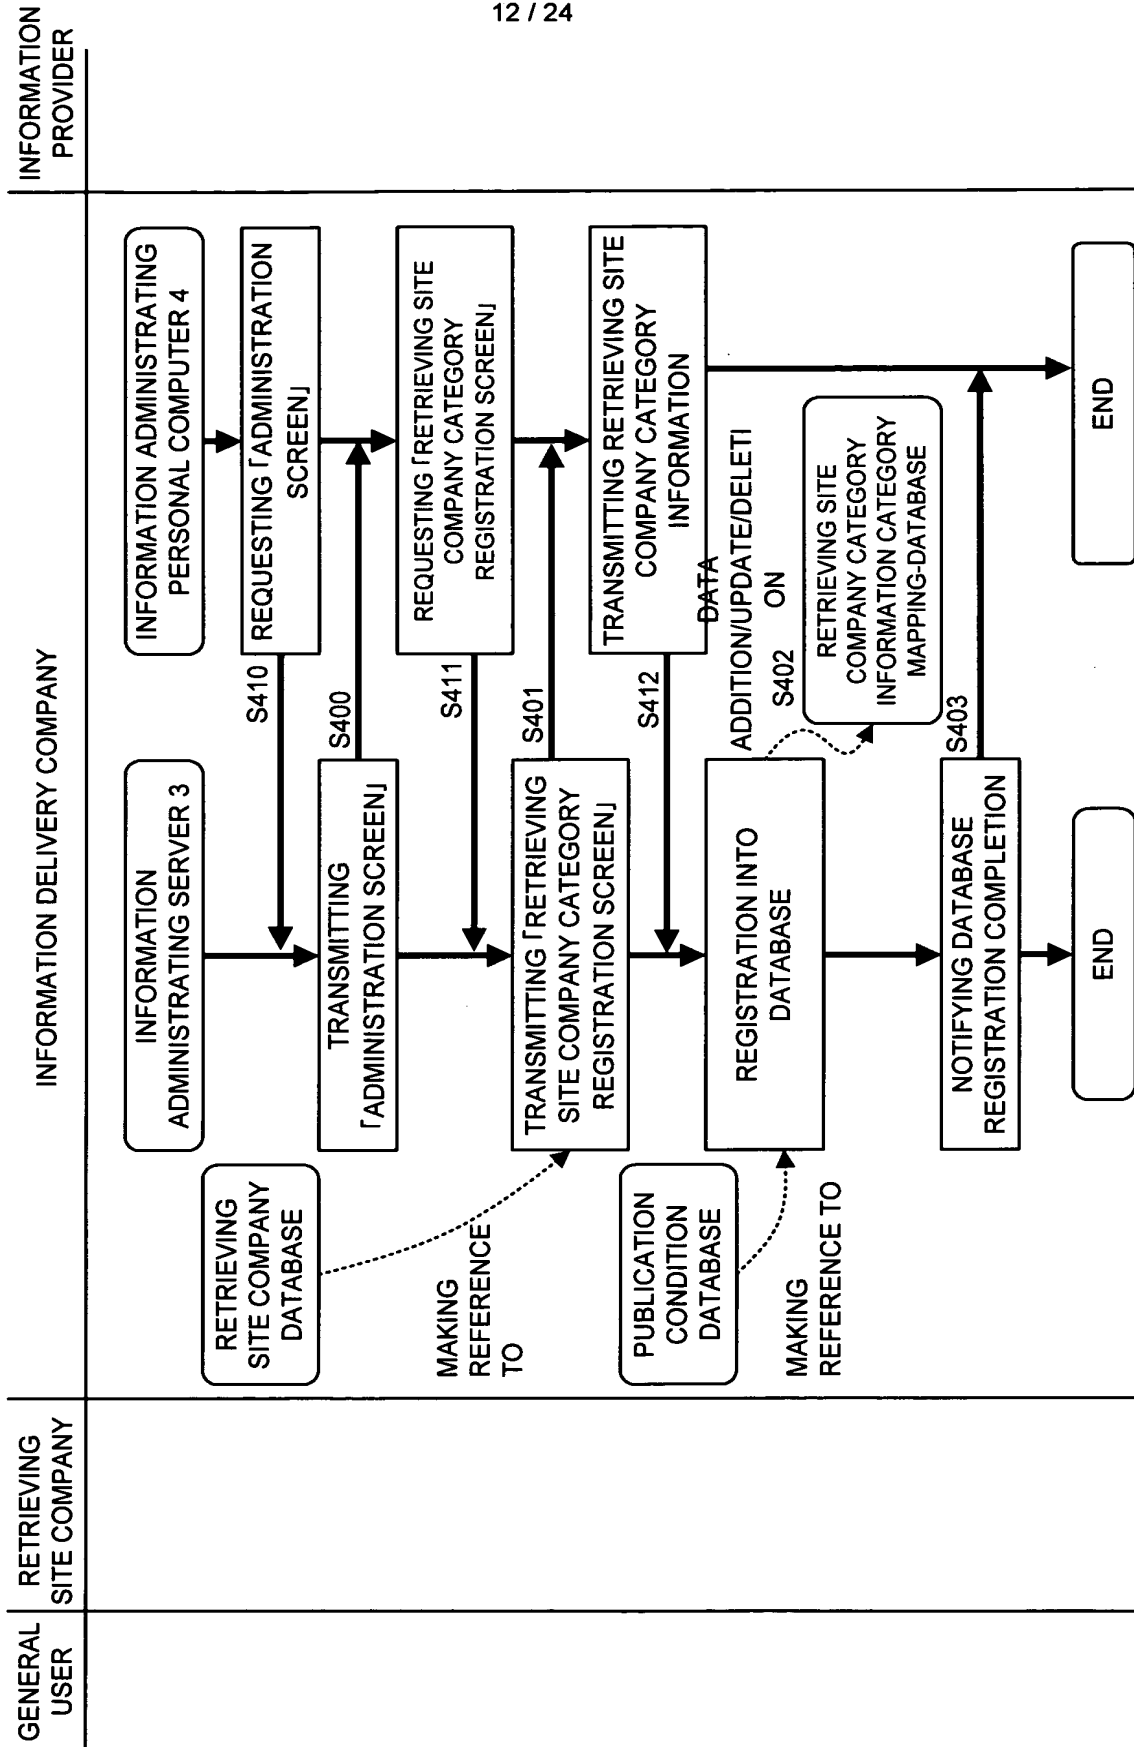 12 / 24
GENERAL
USER
RETRIEVING
SITE COMPANY
INFORMATION DELIVERY COMPANY
INFORMATION
PROVIDER
INFORMATION
ADMINISTRATING SERVER 3
INFORMATION ADMINISTRATING
PERSONAL COMPUTER 4
S410
REQUESTING「ADMINISTRATION
SCREEN」
RETRIEVING
SITE COMPANY
DATABASE
TRANSMITTING
「ADMINISTRATION SCREEN」
S400
S411
REQUESTING「RETRIEVING SITE
COMPANY CATEGORY
REGISTRATION SCREEN」
MAKING
REFERENCE
TO
TRANSMITTING「RETRIEVING
SITE COMPANY CATEGORY
REGISTRATION SCREEN」
S401
S412
TRANSMITTING RETRIEVING SITE
COMPANY CATEGORY
INFORMATION
PUBLICATION
CONDITION
DATABASE
REGISTRATION INTO
DATABASE
DATA
ADDITION/UPDATE/DELETI
ON
S402
MAKING
REFERENCE TO
RETRIEVING SITE
COMPANY CATEGORY
INFORMATION CATEGORY
MAPPING-DATABASE
NOTIFYING DATABASE
REGISTRATION COMPLETION
S403
END
END